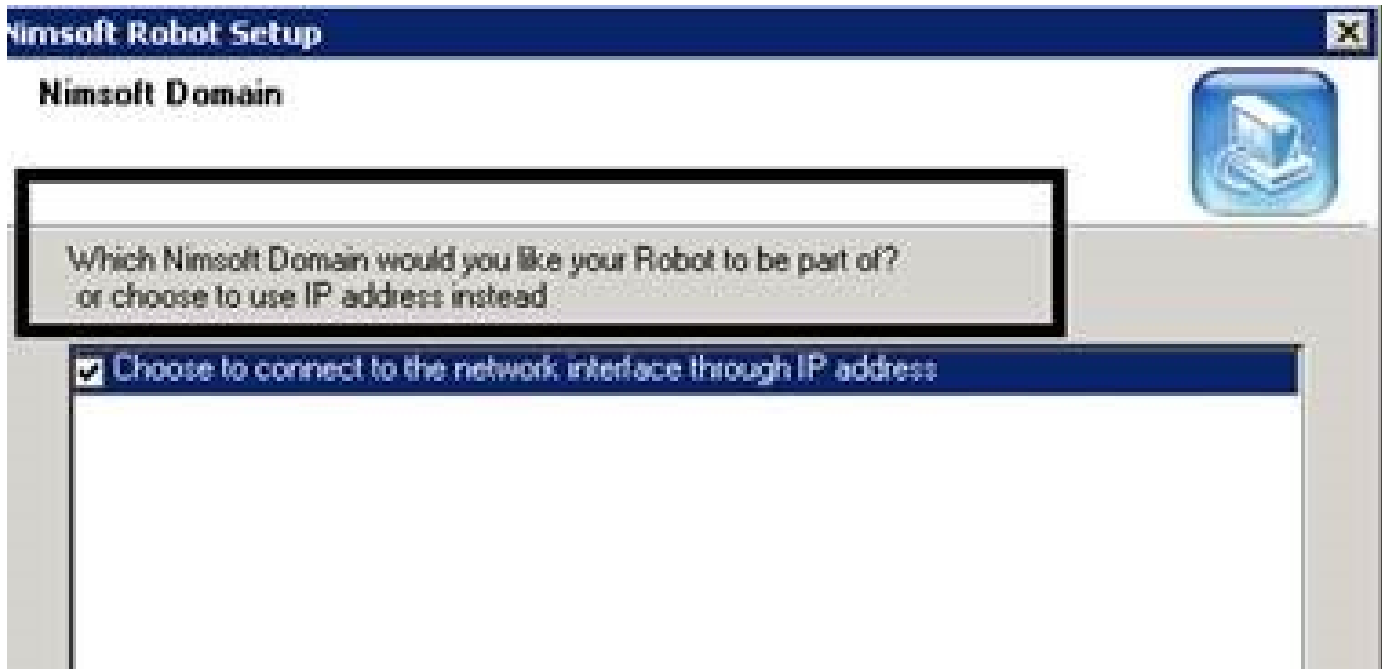 Nimsoft Robot Setup
Nimsoft Domain
Which Nimsoft Domain would you like your Robot to be part of?
or choose to use IP address instead
Choose to connect to the network interface through IP address